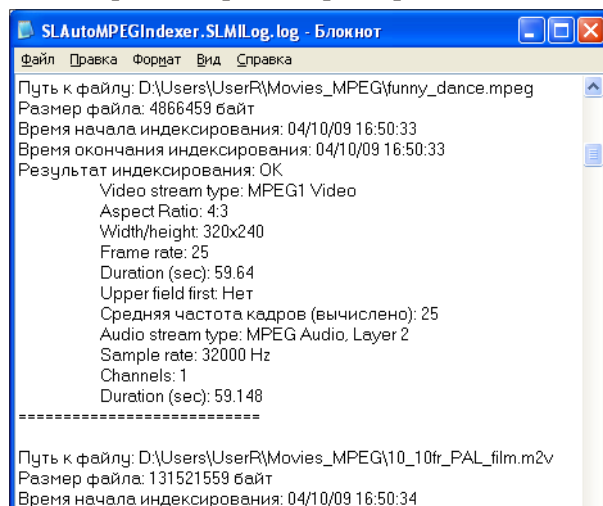 SLAutoMPEGIndexer.SLMILog.log - Блокнот
Файл Правка Формат Вид Справка
Путь к файлу: D:\Users\UserR\Movies_MPEG\funny_dance.mpeg
Размер файла: 4866459 байт
Время начала индексирования: 04/10/09 16:50:33
Время окончания индексирования: 04/10/09 16:50:33
Результат индексирования: OK
Video stream type: MPEG1 Video
Aspect Ratio: 4:3
Width/height: 320x240
Frame rate: 25
Duration (sec): 59.64
Upper field first: Нет
Средняя частота кадров (вычислено): 25
Audio stream type: MPEG Audio, Layer 2
Sample rate: 32000 Hz
Channels: 1
Duration (sec): 59.148
===========================
Путь к файлу: D:\Users\UserR\Movies_MPEG\10_10fr_PAL_film.m2v
Размер файла: 131521559 байт
Время начала индексирования: 04/10/09 16:50:34